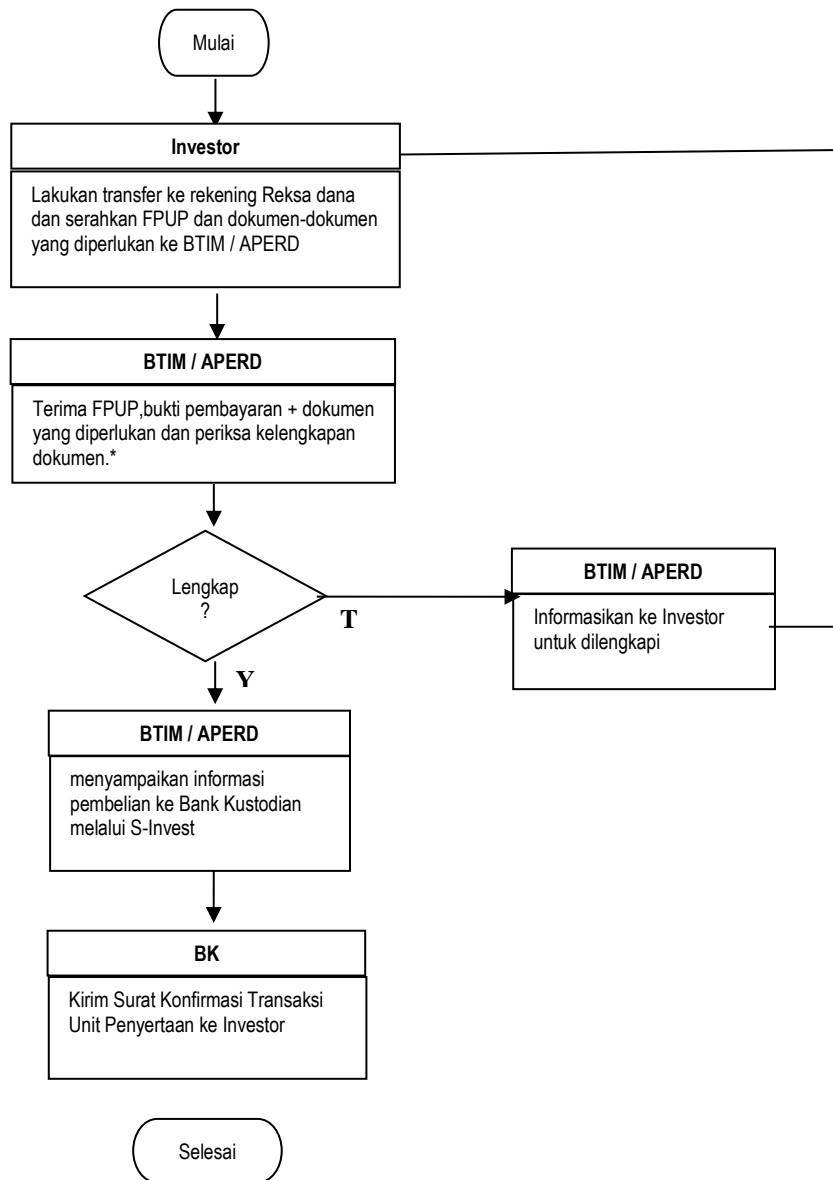 Mulai
Investor
Lakukan transfer ke rekening Reksa dana
dan serahkan FPUP dan dokumen-dokumen
yang diperlukan ke BTIM / APERD
BTIM / APERD
Terima FPUP,bukti pembayaran + dokumen
yang diperlukan dan periksa kelengkapan
dokumen.*
Lengkap
?
T
BTIM / APERD
Informasikan ke Investor
untuk dilengkapi
Y
BTIM / APERD
menyampaikan informasi
pembelian ke Bank Kustodian
melalui S-Invest
BK
Kirim Surat Konfirmasi Transaksi
Unit Penyertaan ke Investor
Selesai